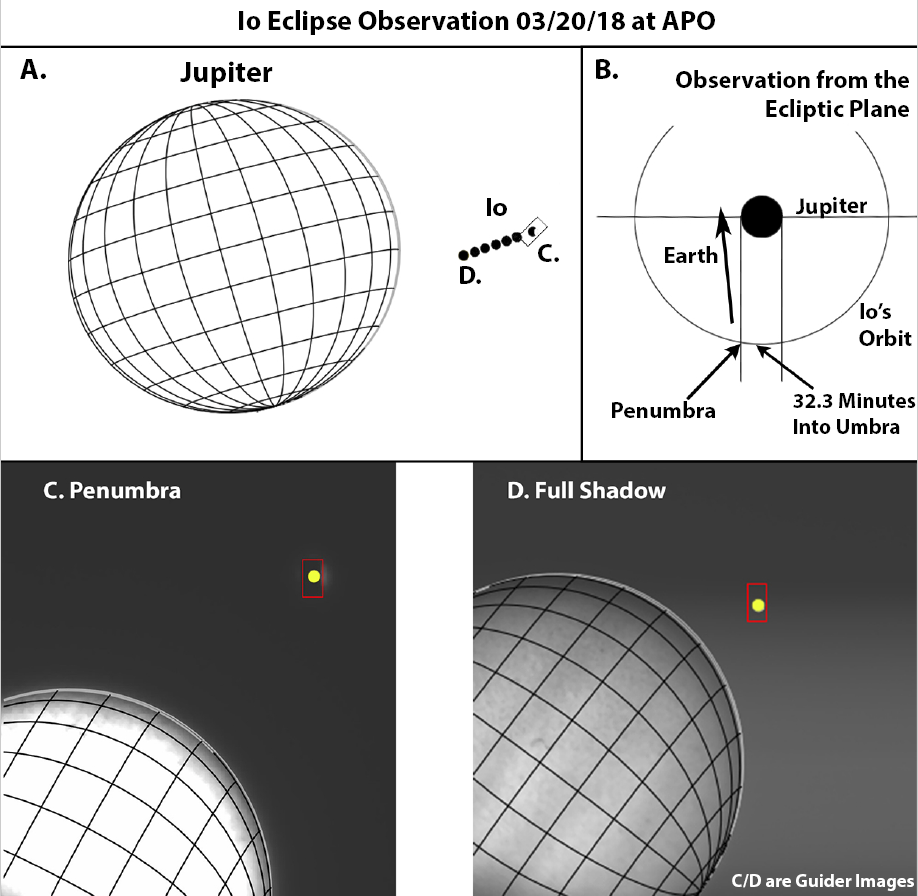 Io Eclipse Observation 03/20/18 at APO
A.
Jupiter
Io
C.
D.
B.
Observation from the
Ecliptic Plane
Jupiter
Earth
Io's
Orbit
Penumbra
32.3 Minutes
Into Umbra
C. Penumbra
D. Full Shadow
C/D are Guider Images